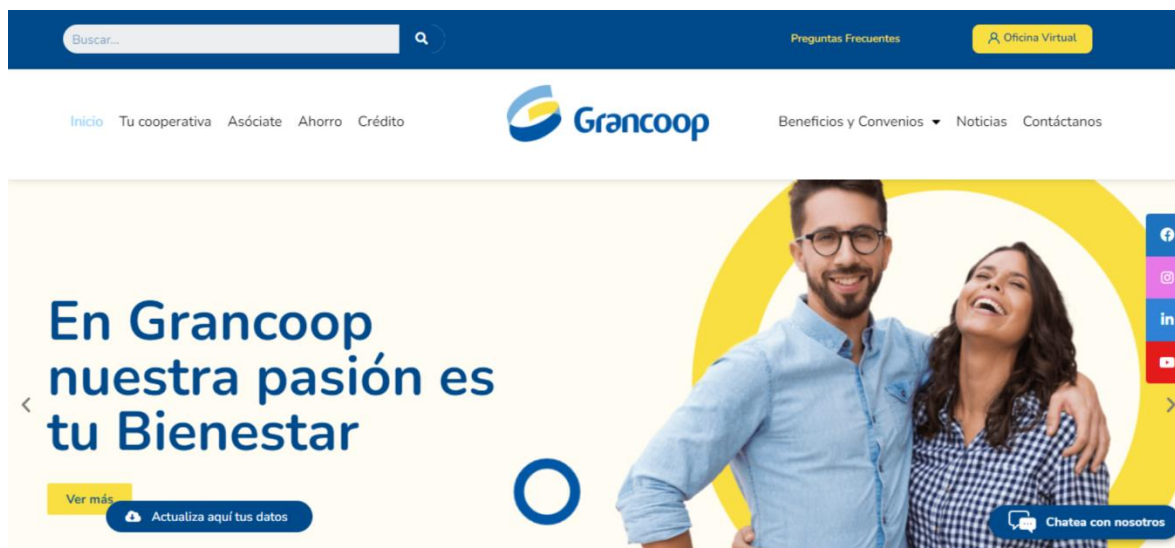 Buscar...
Preguntas Frecuentes
Oficina Virtual
Inicio Tu cooperativa Asóciate Ahorro Crédito
Grancoop
Beneficios y Convenios Noticias Contáctanos
En Grancoop
nuestra pasión es
tu Bienestar
Ver más
Actualiza aquí tus datos
Chatea con nosotros